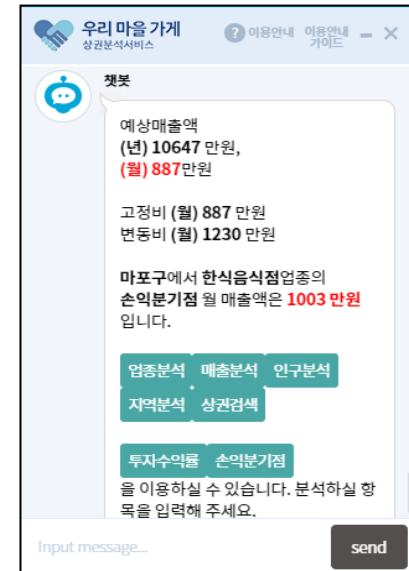 우리 마을 가게
상권분석서비스
? 이용안내 이용안내 가이드
챗봇
예상매출액
(년) 10647 만원,
(월) 887만원
고정비 (월) 887 만원
변동비 (월) 1230 만원
마포구에서 한식음식점업종의
손익분기점 월 매출액은 1003 만원
입니다.
업종분석 매출분석 인구분석
지역분석 상권검색
투자수익률 손익분기점
을 이용하실 수 있습니다. 분석하실 항
목을 입력해 주세요.
Input message... send